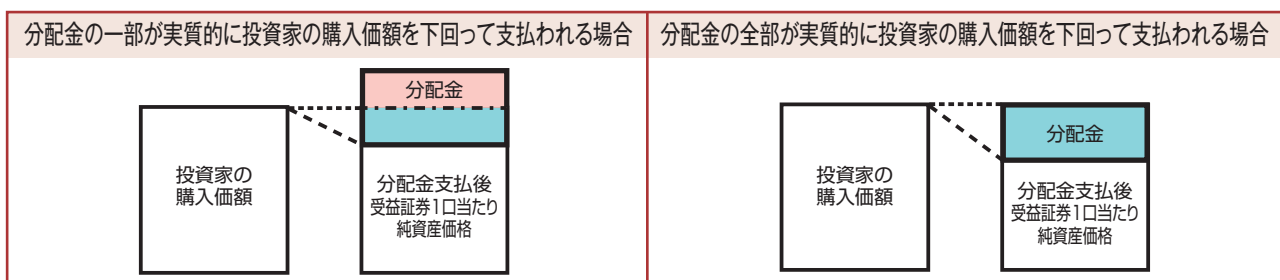 分配金の一部が実質的に投資家の購入価額を下回って支払われる場合
投資家の
購入価額
分配金
分配金支払後
受益証券1口当たり
純資産価格
分配金の全部が実質的に投資家の購入価額を下回って支払われる場合
投資家の
購入価額
分配金
分配金支払後
受益証券1口当たり
純資産価格